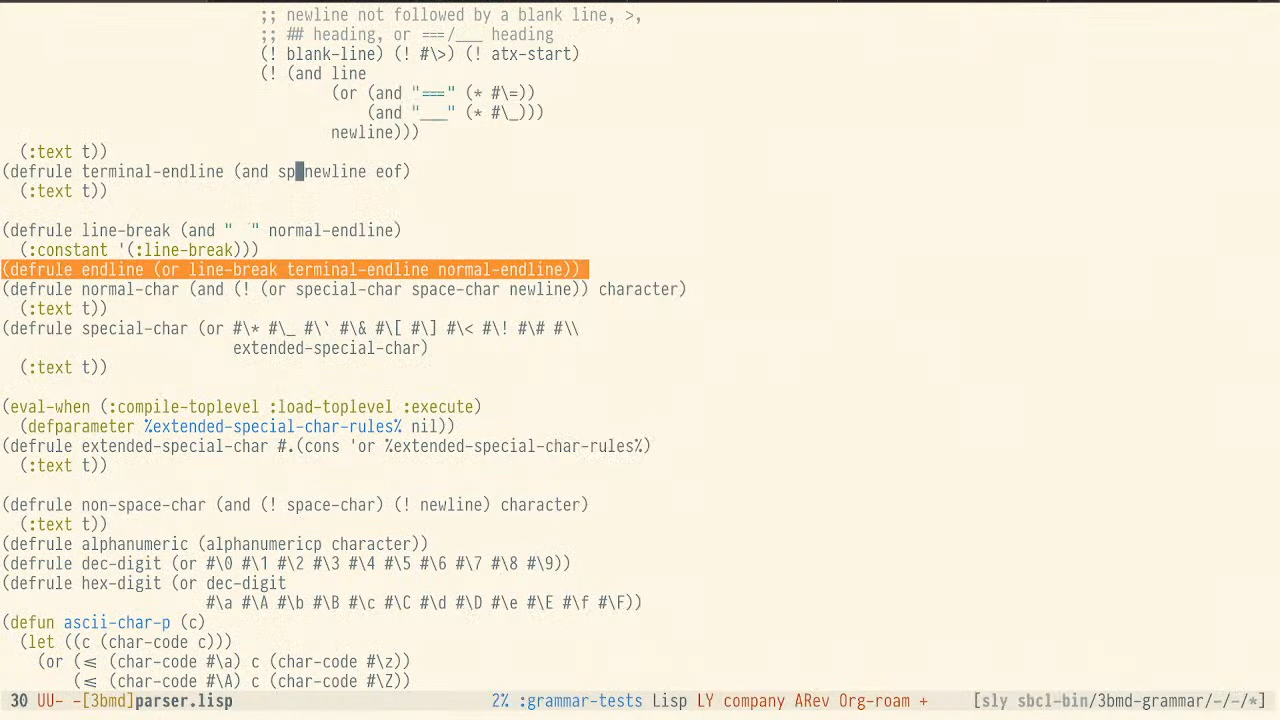 ;; newline not followed by a blank line, >,
;; ## heading, or ===/___ heading
(! blank-line) (! #\>) (! atx-start)
(! (and line
(or (and "===" (* #\=))
(and "___" (* #\_)))
newline)))
(:text t))
(defrule terminal-endline (and sp newline eof)
(:text t))
(defrule line-break (and "  " normal-endline)
(:constant '(:line-break)))
(defrule endline (or line-break terminal-endline normal-endline))
(defrule normal-char (and (! (or special-char space-char newline)) character)
(:text t))
(defrule special-char (or #\* #\_ #\` #\& #\[ #\] #\< #\! #\# #\\
extended-special-char)
(:text t))
(eval-when (:compile-toplevel :load-toplevel :execute)
(defparameter %extended-special-char-rules% nil))
(defrule extended-special-char #.(cons 'or %extended-special-char-rules%)
(:text t))
(defrule non-space-char (and (! space-char) (! newline) character)
(:text t))
(defrule alphanumeric (alphanumericp character))
(defrule dec-digit (or #\0 #\1 #\2 #\3 #\4 #\5 #\6 #\7 #\8 #\9))
(defrule hex-digit (or dec-digit
#\a #\A #\b #\B #\c #\C #\d #\D #\e #\E #\f #\F))
(defun ascii-char-p (c)
(let ((c (char-code c)))
(or (<= (char-code #\a) c (char-code #\z))
(<= (char-code #\A) c (char-code #\Z))
30 UU- -[3bmd]parser.lisp 2% :grammar-tests Lisp LY company ARev Org-roam + [sly sbcl-bin/3bmd-grammar/-/-/*]